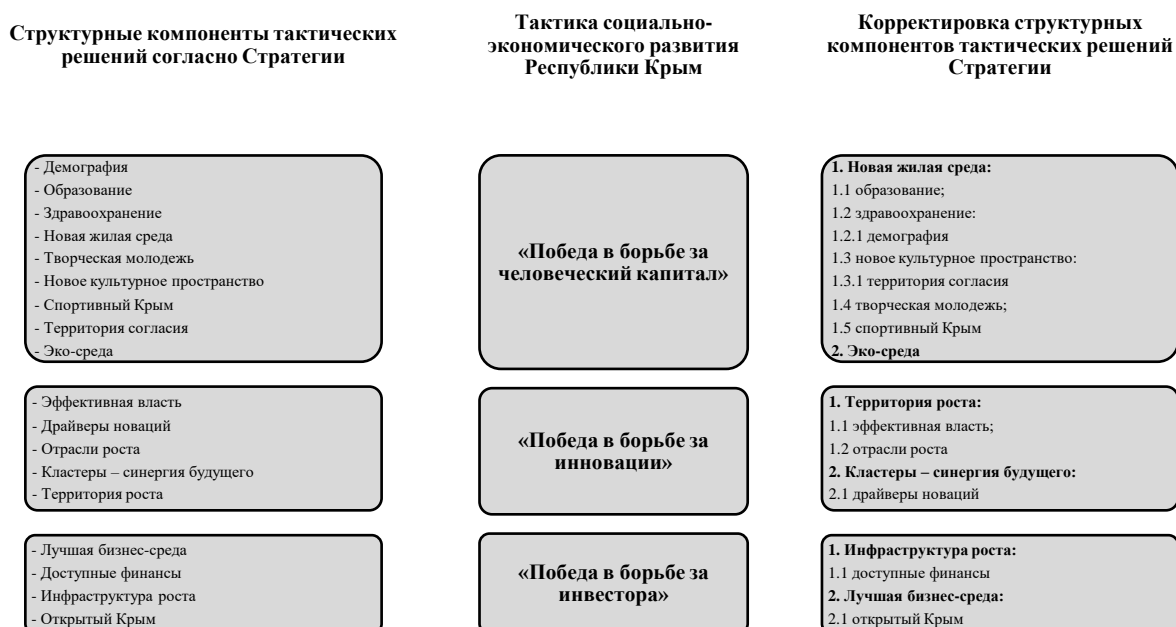 Структурные компоненты тактических
решений согласно Стратегии
Тактика социально-
экономического развития
Республики Крым
Корректировка структурных
компонентов тактических решений
Стратегии
- Демография
- Образование
- Здравоохранение
- Новая жилая среда
- Творческая молодежь
- Новое культурное пространство
- Спортивный Крым
- Территория согласия
- Эко-среда
«Победа в борьбе за
человеческий капитал»
1. Новая жилая среда:
1.1 образование;
1.2 здравоохранение:
1.2.1 демография
1.3 новое культурное пространство:
1.3.1 территория согласия
1.4 творческая молодежь;
1.5 спортивный Крым
2. Эко-среда
- Эффективная власть
- Драйверы новаций
- Отрасли роста
- Кластеры – синергия будущего
- Территория роста
«Победа в борьбе за
инновации»
1. Территория роста:
1.1 эффективная власть;
1.2 отрасли роста
2. Кластеры – синергия будущего:
2.1 драйверы новаций
- Лучшая бизнес-среда
- Доступные финансы
- Инфраструктура роста
- Открытый Крым
«Победа в борьбе за
инвестора»
1. Инфраструктура роста:
1.1 доступные финансы
2. Лучшая бизнес-среда:
2.1 открытый Крым